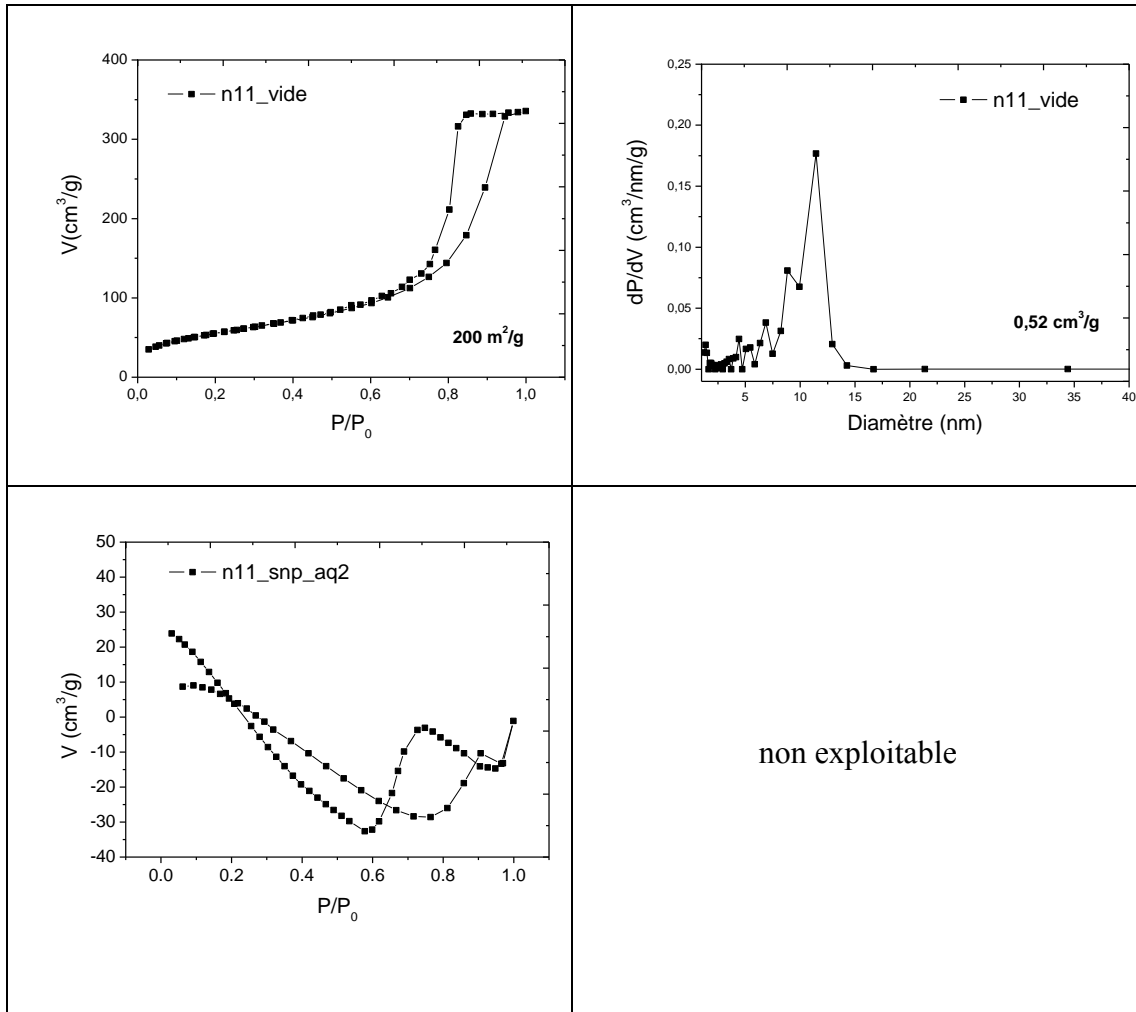 400
300
200
100
0
V(cm³/g)
n11_vide
200 m²/g
0,0 0,2 0,4 0,6 0,8 1,0
P/P₀
0,25
0,20
0,15
0,10
0,05
0,00
dP/dV (cm³/nm/g)
n11_vide
0,52 cm³/g
5 10 15 20 25 30 35 40
Diamètre (nm)
50
40
30
20
10
0
-10
-20
-30
-40
V (cm³/g)
n11_snp_aq2
0.0 0.2 0.4 0.6 0.8 1.0
P/P₀
non exploitable